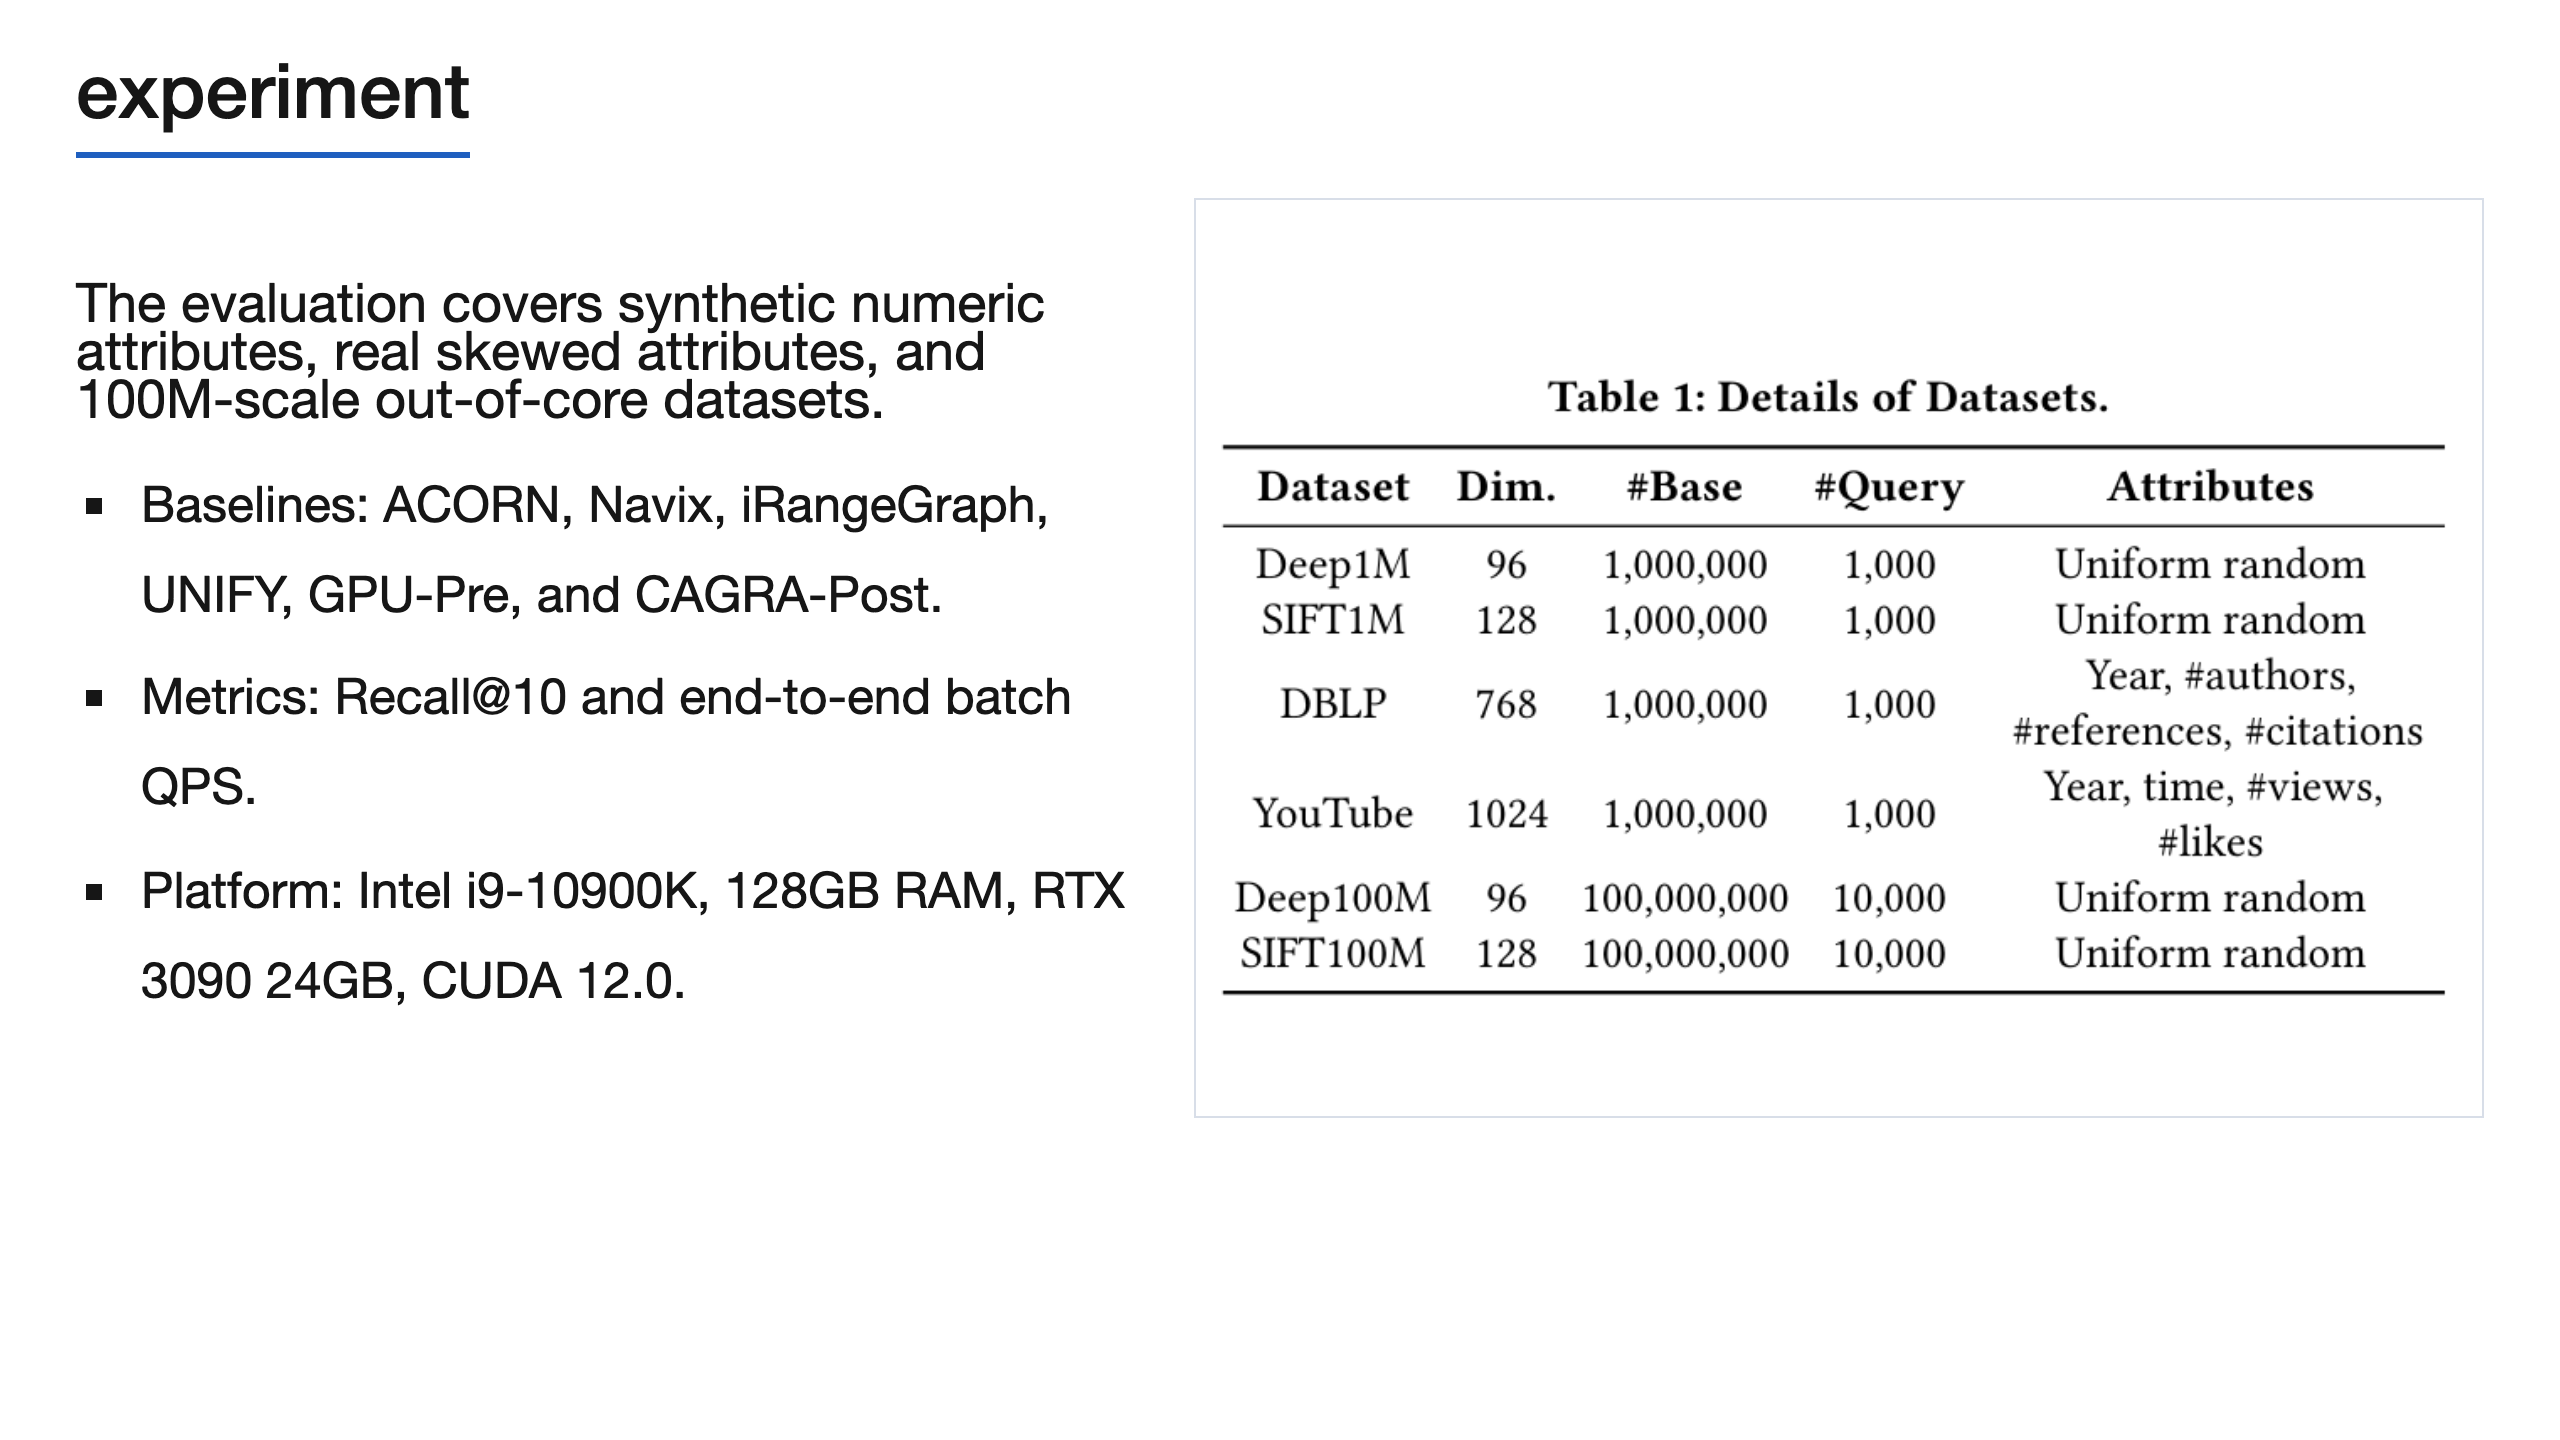 experiment
The evaluation covers synthetic numeric
attributes, real skewed attributes, and
100M-scale out-of-core datasets.
▪ Baselines: ACORN, Navix, iRangeGraph,
UNIFY, GPU-Pre, and CAGRA-Post.
▪ Metrics: Recall@10 and end-to-end batch
QPS.
▪ Platform: Intel i9-10900K, 128GB RAM, RTX
3090 24GB, CUDA 12.0.
Table 1: Details of Datasets.
Dataset Dim. #Base #Query Attributes
Deep1M 96 1,000,000 1,000 Uniform random
SIFT1M 128 1,000,000 1,000 Uniform random
DBLP 768 1,000,000 1,000 Year, #authors,
#references, #citations
YouTube 1024 1,000,000 1,000 Year, time, #views,
#likes
Deep100M 96 100,000,000 10,000 Uniform random
SIFT100M 128 100,000,000 10,000 Uniform random